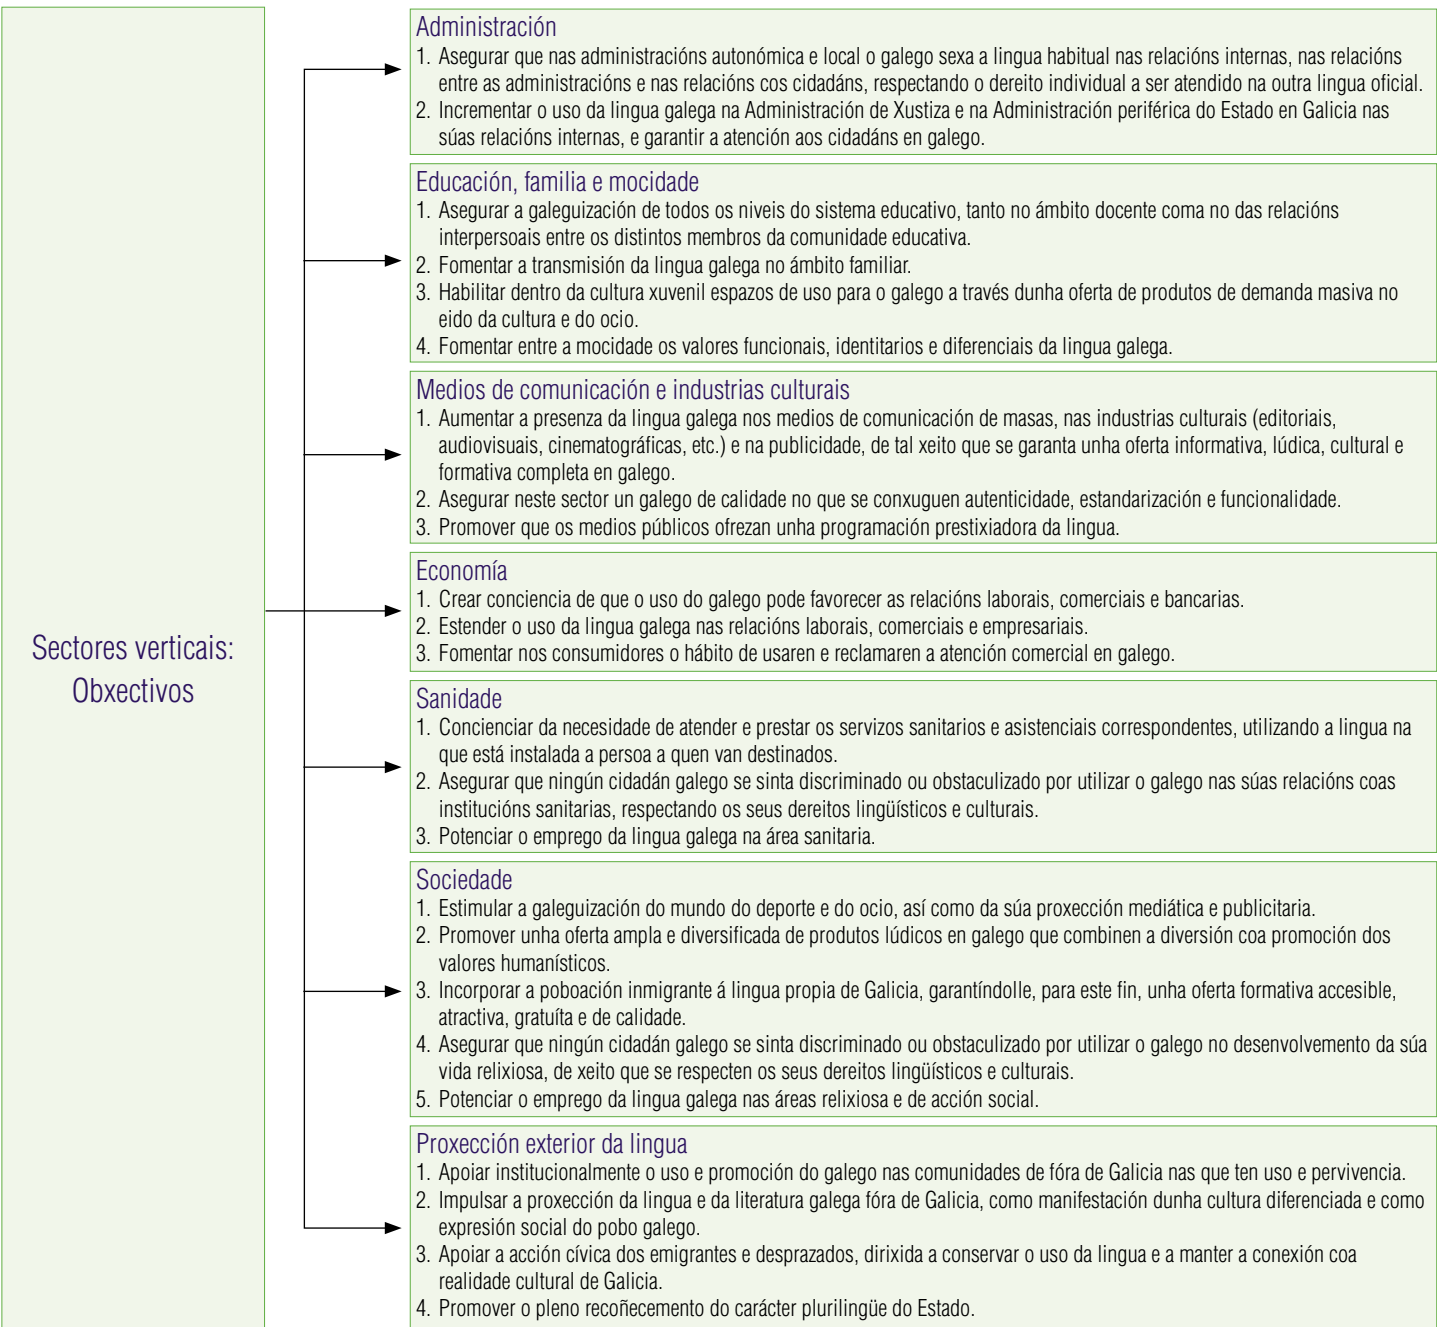 Sectores verticais:
Obxectivos
Administración
1. Asegurar que nas administracións autonómica e local o galego sexa a lingua habitual nas relacións internas, nas relacións
entre as administracións e nas relacións cos cidadáns, respectando o dereito individual a ser atendido na outra lingua oficial.
2. Incrementar o uso da lingua galega na Administración de Xustiza e na Administración periférica do Estado en Galicia nas
súas relacións internas, e garantir a atención aos cidadáns en galego.
Educación, familia e mocidade
1. Asegurar a galeguización de todos os niveis do sistema educativo, tanto no ámbito docente coma no das relacións
interpersoais entre os distintos membros da comunidade educativa.
2. Fomentar a transmisión da lingua galega no ámbito familiar.
3. Habilitar dentro da cultura xuvenil espazos de uso para o galego a través dunha oferta de produtos de demanda masiva no
eido da cultura e do ocio.
4. Fomentar entre a mocidade os valores funcionais, identitarios e diferenciais da lingua galega.
Medios de comunicación e industrias culturais
1. Aumentar a presenza da lingua galega nos medios de comunicación de masas, nas industrias culturais (editoriais,
audiovisuais, cinematográficas, etc.) e na publicidade, de tal xeito que se garanta unha oferta informativa, lúdica, cultural e
formativa completa en galego.
2. Asegurar neste sector un galego de calidade no que se conxuguen autenticidade, estandarización e funcionalidade.
3. Promover que os medios públicos ofrezan unha programación prestixiadora da lingua.
Economía
1. Crear conciencia de que o uso do galego pode favorecer as relacións laborais, comerciais e bancarias.
2. Estender o uso da lingua galega nas relacións laborais, comerciais e empresariais.
3. Fomentar nos consumidores o hábito de usaren e reclamaren a atención comercial en galego.
Sanidade
1. Concienciar da necesidade de atender e prestar os servizos sanitarios e asistenciais correspondentes, utilizando a lingua na
que está instalada a persoa a quen van destinados.
2. Asegurar que ningún cidadán galego se sinta discriminado ou obstaculizado por utilizar o galego nas súas relacións coas
institucións sanitarias, respectando os seus dereitos lingüísticos e culturais.
3. Potenciar o emprego da lingua galega na área sanitaria.
Sociedade
1. Estimular a galeguización do mundo do deporte e do ocio, así como da súa proxección mediática e publicitaria.
2. Promover unha oferta ampla e diversificada de produtos lúdicos en galego que combinen a diversión coa promoción dos
valores humanísticos.
3. Incorporar a poboación inmigrante á lingua propia de Galicia, garantíndolle, para este fin, unha oferta formativa accesible,
atractiva, gratuíta e de calidade.
4. Asegurar que ningún cidadán galego se sinta discriminado ou obstaculizado por utilizar o galego no desenvolvemento da súa
vida relixiosa, de xeito que se respecten os seus dereitos lingüísticos e culturais.
5. Potenciar o emprego da lingua galega nas áreas relixiosa e de acción social.
Proxección exterior da lingua
1. Apoiar institucionalmente o uso e promoción do galego nas comunidades de fóra de Galicia nas que ten uso e pervivencia.
2. Impulsar a proxección da lingua e da literatura galega fóra de Galicia, como manifestación dunha cultura diferenciada e como
expresión social do pobo galego.
3. Apoiar a acción cívica dos emigrantes e desprazados, dirixida a conservar o uso da lingua e a manter a conexión coa
realidade cultural de Galicia.
4. Promover o pleno recoñecemento do carácter plurilingüe do Estado.